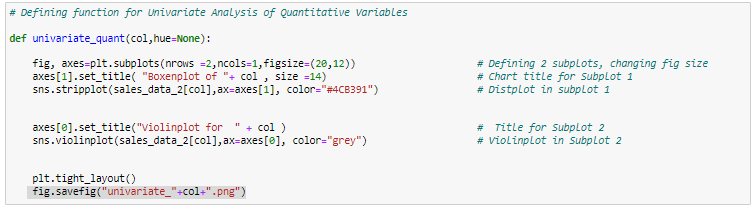 # Defining function for Univariate Analysis of Quantitative Variables
def univariate_quant(col,hue=None):
fig, axes=plt.subplots(nrows =2,ncols=1,figsize=(20,12)) # Defining 2 subplots, changing fig size
axes[1].set_title( "Boxenplot of "+ col , size =14) # Chart title for Subplot 1
sns.stripplot(sales_data_2[col],ax=axes[1], color="#4CB391") # Distplot in subplot 1
axes[0].set_title("Violinplot for  " + col ) #  Title for Subplot 2
sns.violinplot(sales_data_2[col],ax=axes[0], color="grey") # Violinplot in Subplot 2
plt.tight_layout()
fig.savefig("univariate_"+col+".png")